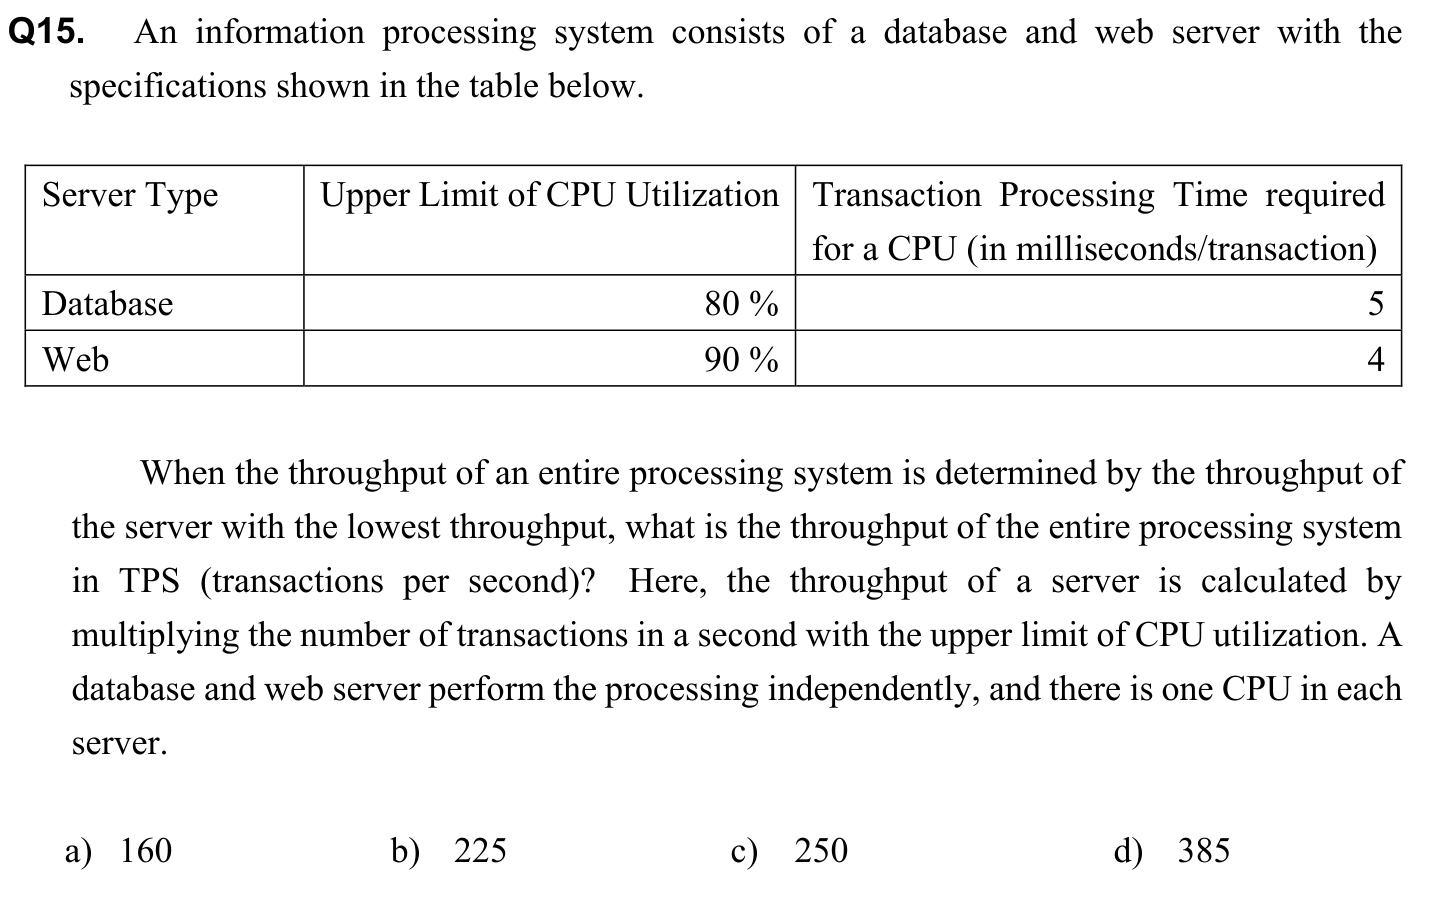 Q15. An information processing system consists of a database and web server with the
specifications shown in the table below.
Server Type Upper Limit of CPU Utilization Transaction Processing Time required
for a CPU (in milliseconds/transaction)
Database 80 % 5
Web 90 % 4
When the throughput of an entire processing system is determined by the throughput of
the server with the lowest throughput, what is the throughput of the entire processing system
in TPS (transactions per second)? Here, the throughput of a server is calculated by
multiplying the number of transactions in a second with the upper limit of CPU utilization. A
database and web server perform the processing independently, and there is one CPU in each
server.
a) 160 b) 225 c) 250 d) 385